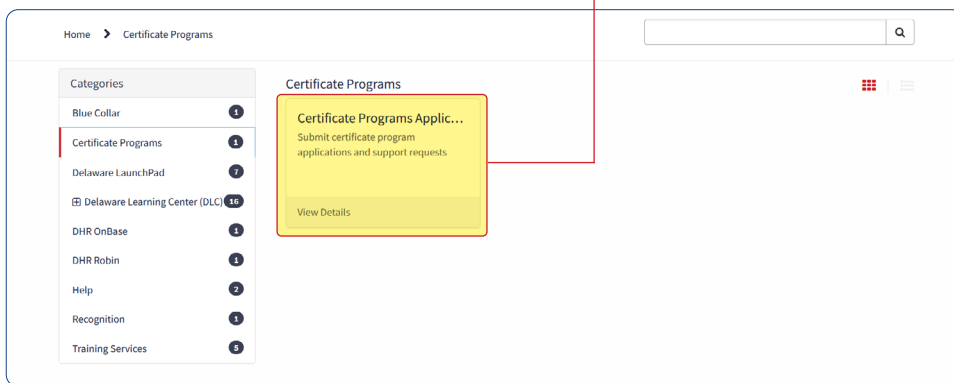 Home Certificate Programs
Categories
Blue Collar 1
Certificate Programs 1
Delaware LaunchPad 7
Delaware Learning Center (DLC) 16
DHR OnBase 1
DHR Robin 1
Help 2
Recognition 1
Training Services 5
Certificate Programs
Certificate Programs Applic...
Submit certificate program
applications and support requests
View Details